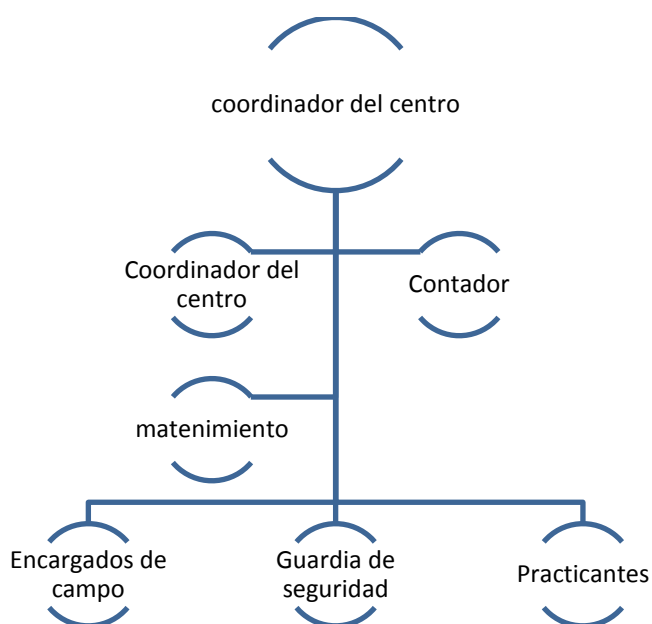 coordinador del centro
Coordinador del
centro
Contador
matenimiento
Encargados de
campo
Guardia de
seguridad
Practicantes